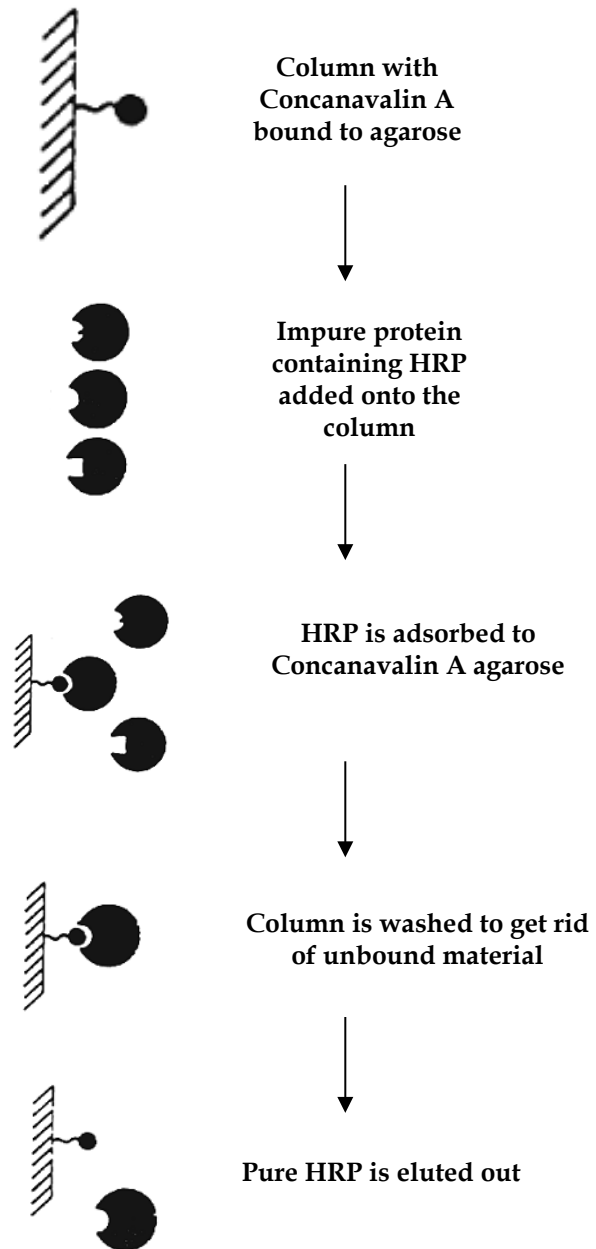 Column with
Concanavalin A
bound to agarose
Impure protein
containing HRP
added onto the
column
HRP is adsorbed to
Concanavalin A agarose
Column is washed to get rid
of unbound material
Pure HRP is eluted out